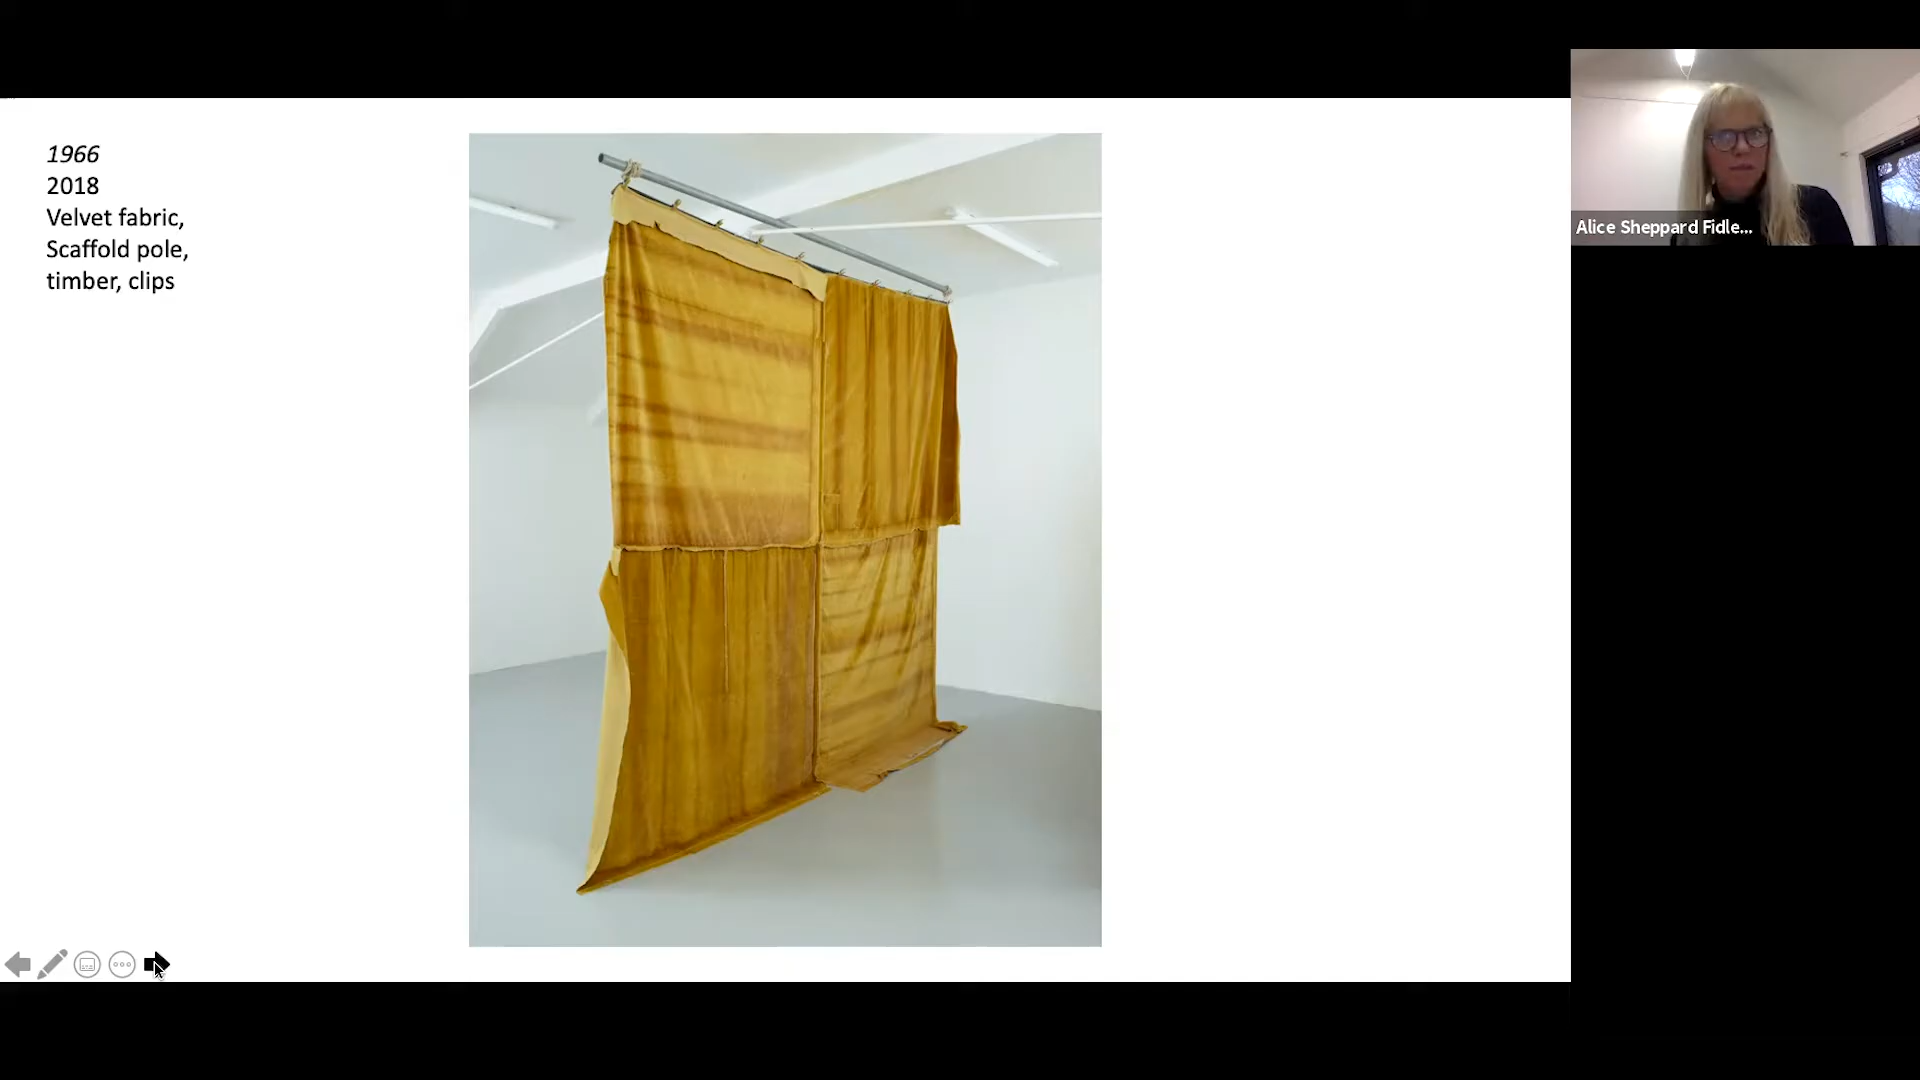 1966
2018
Velvet fabric,
Scaffold pole,
timber, clips
Alice Sheppard Fidle...